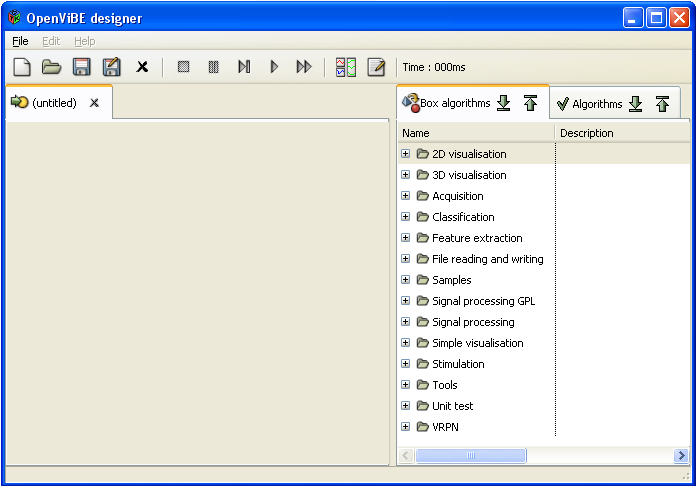 OpenViBE designer
File Edit Help
Time : 000ms
(untitled)
Box algorithms Algorithms
Name Description
2D visualisation
3D visualisation
Acquisition
Classification
Feature extraction
File reading and writing
Samples
Signal processing GPL
Signal processing
Simple visualisation
Stimulation
Tools
Unit test
VRPN